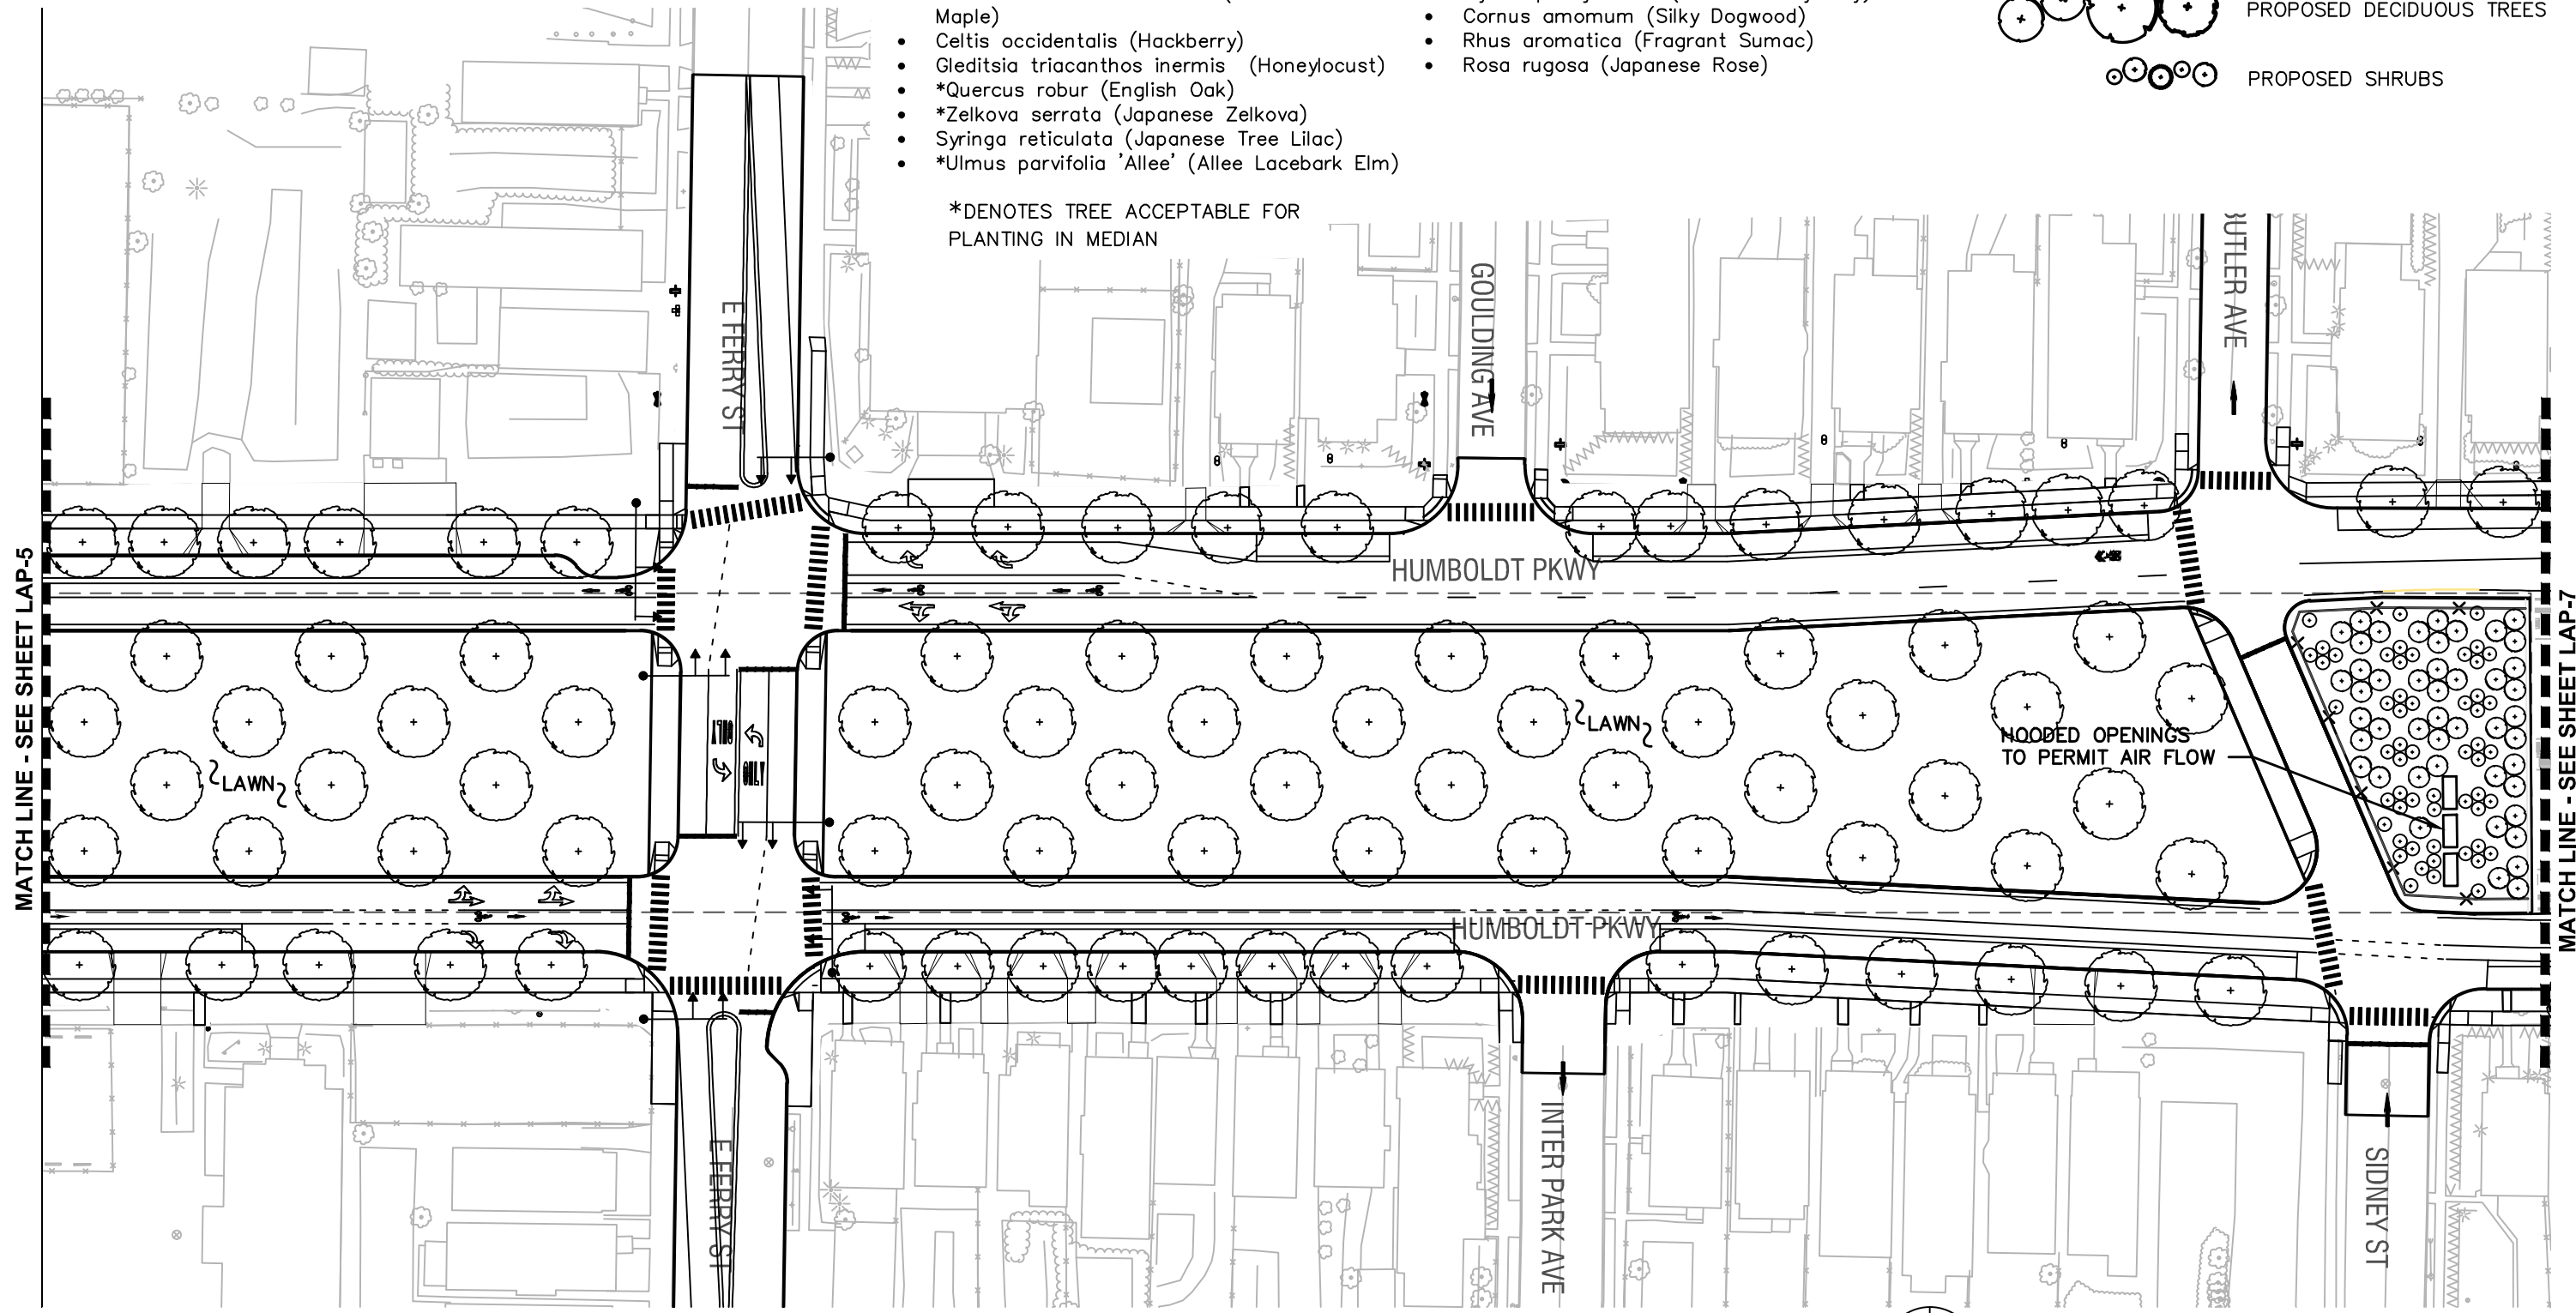 Maple)
• Celtis occidentalis (Hackberry)
• Gleditsia triacanthos inermis (Honeylocust)
• *Quercus robur (English Oak)
• *Zelkova serrata (Japanese Zelkova)
• Syringa reticulata (Japanese Tree Lilac)
• *Ulmus parvifolia 'Allee' (Allee Lacebark Elm)
*DENOTES TREE ACCEPTABLE FOR
PLANTING IN MEDIAN
• Cornus amomum (Silky Dogwood)
• Rhus aromatica (Fragrant Sumac)
• Rosa rugosa (Japanese Rose)
PROPOSED DECIDUOUS TREES
PROPOSED SHRUBS
E FERRY ST
GOULDING AVE
BUTLER AVE
MATCH LINE - SEE SHEET LAP-5
HUMBOLDT PKWY
MATCH LINE - SEE SHEET LAP-7
LAWN
ONLY
ONLY
LAWN
HOODED OPENINGS
TO PERMIT AIR FLOW
HUMBOLDT PKWY
E FERRY ST
INTER PARK AVE
SIDNEY ST